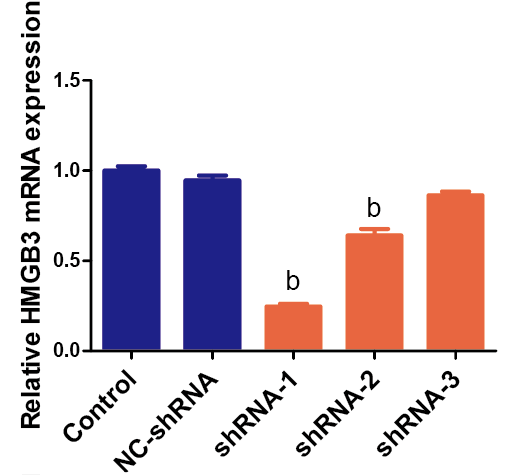 Relative HMGB3 mRNA expression
1.5
1.0
0.5
0.0
b
b
Control
NC-shRNA
shRNA-1
shRNA-2
shRNA-3